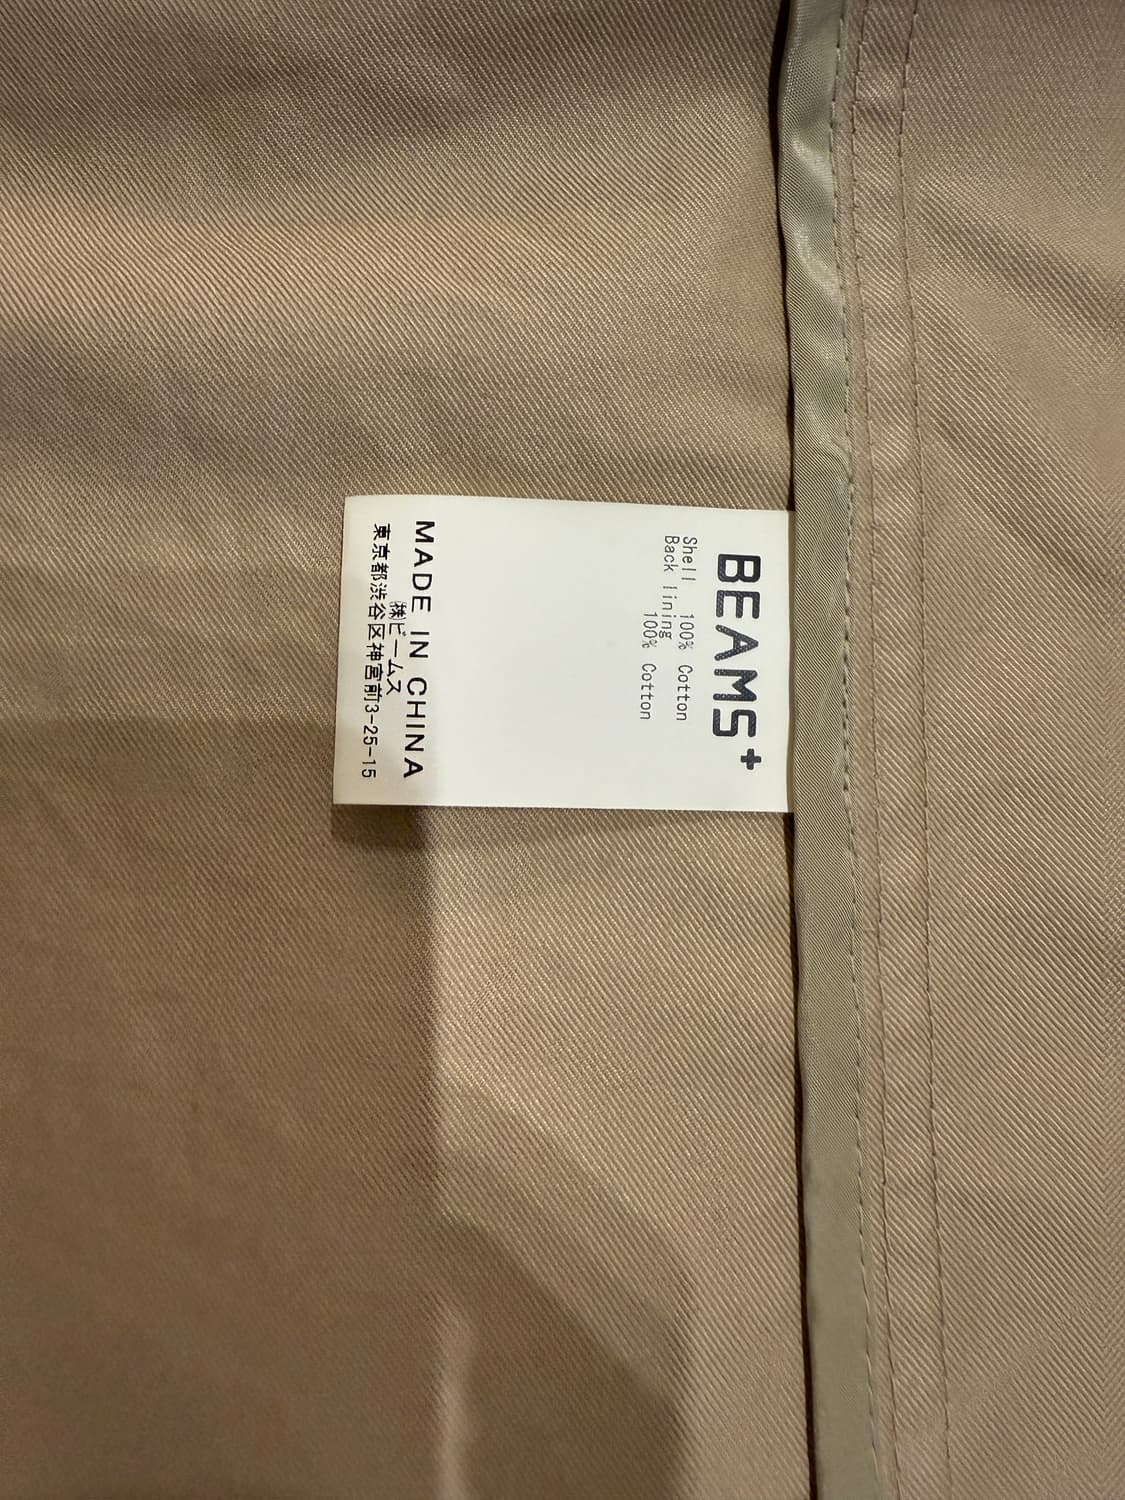 BEAMS+
Shell 100% Cotton
Back lining
100% Cotton
MADE IN CHINA
㈱ビームス
東京都渋谷区神宮前3-25-15